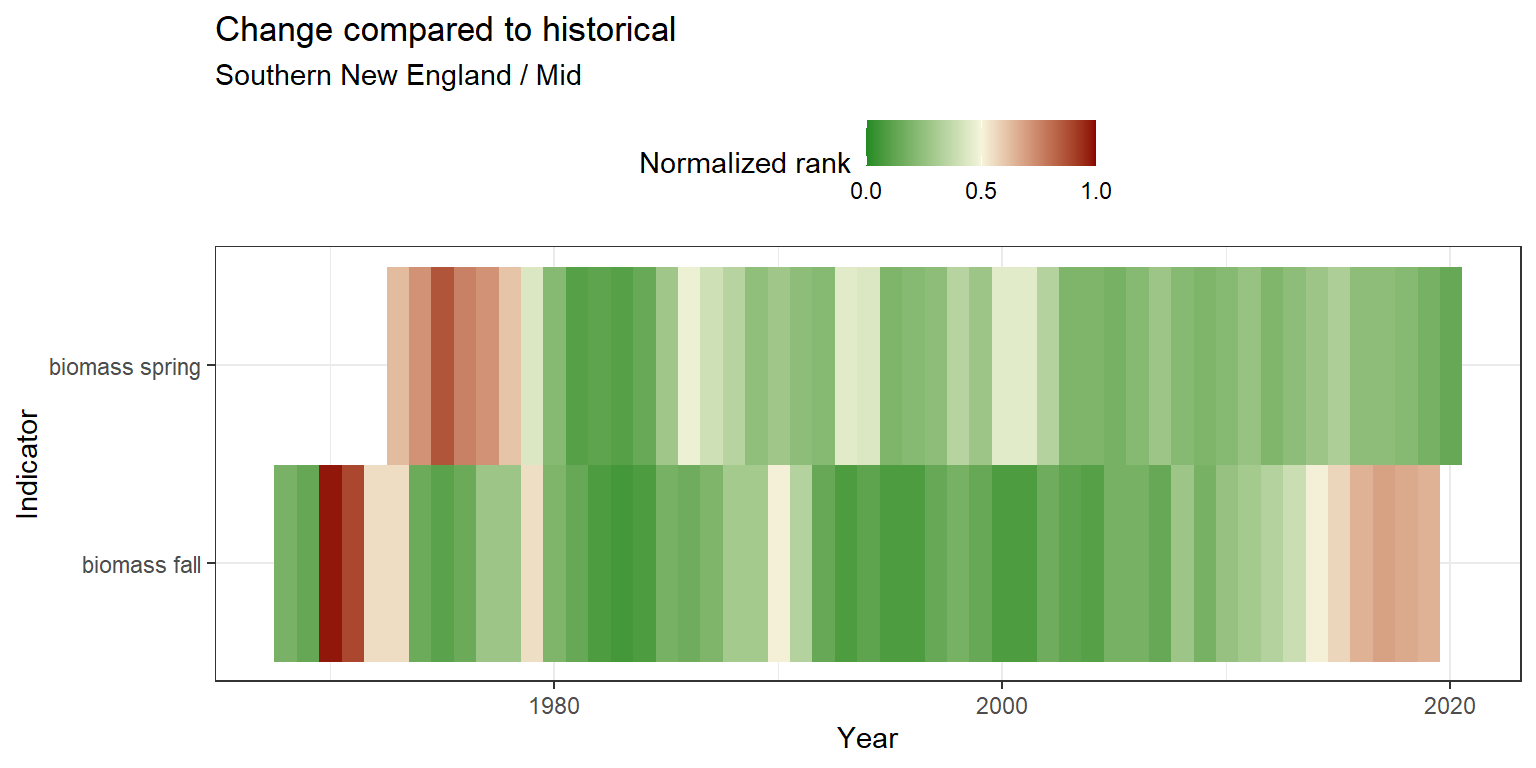 Change compared to historical
Southern New England / Mid
Normalized rank
0.0 0.5 1.0
biomass spring
biomass fall
Indicator
1980 2000 2020
Year